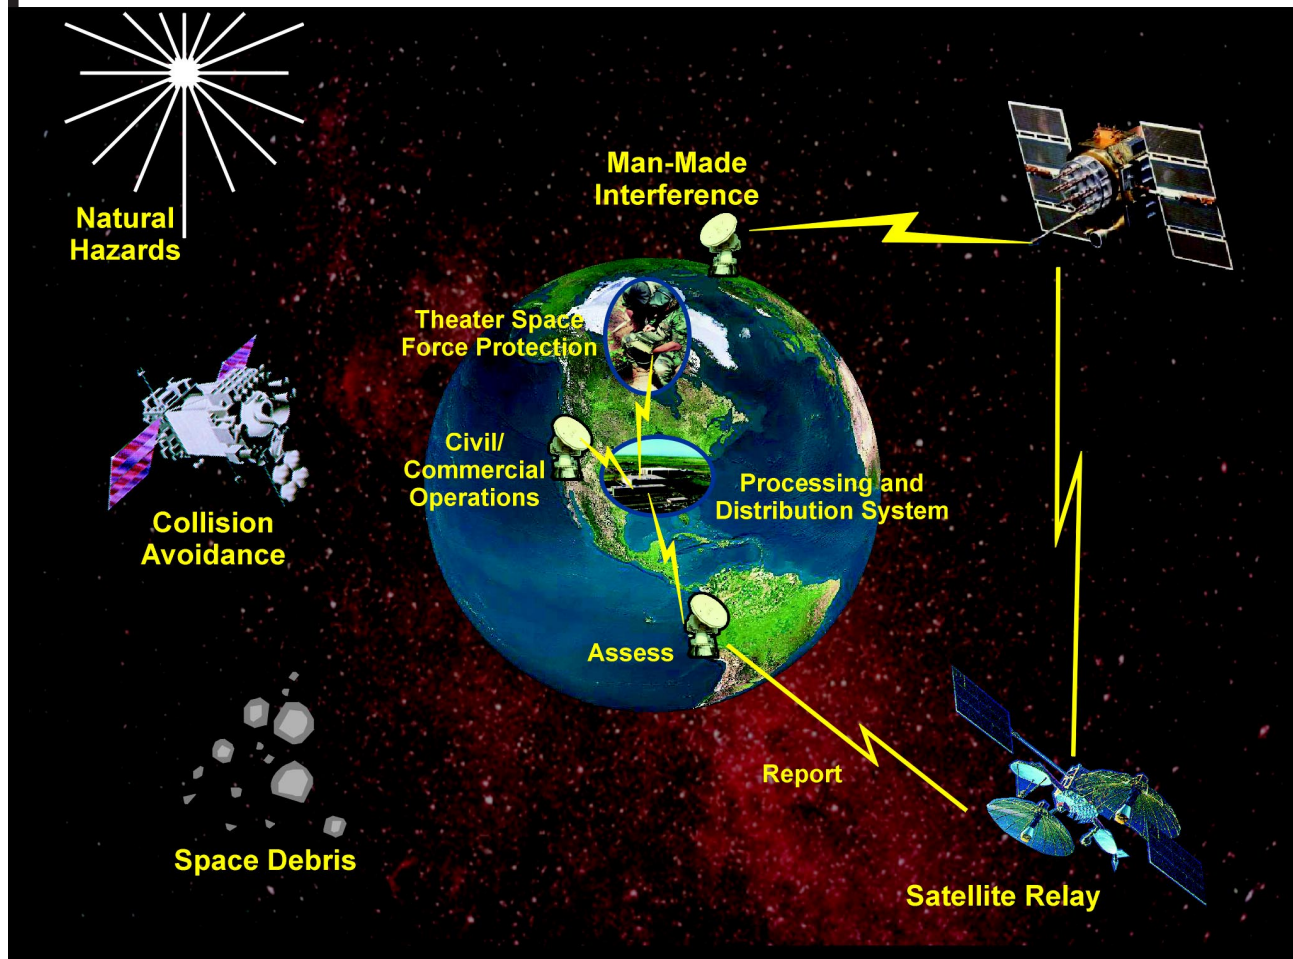 Natural
Hazards
Man-Made
Interference
Theater Space
Force Protection
Civil/
Commercial
Operations
Processing and
Distribution System
Collision
Avoidance
Assess
Report
Space Debris
Satellite Relay